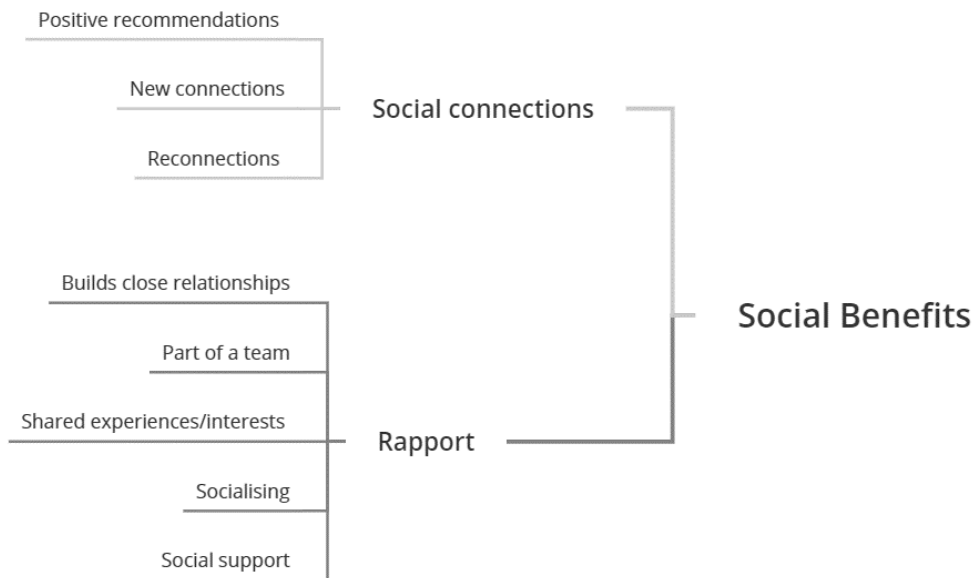 Positive recommendations
New connections
Social connections
Reconnections
Builds close relationships
Social Benefits
Part of a team
Shared experiences/interests
Rapport
Socialising
Social support